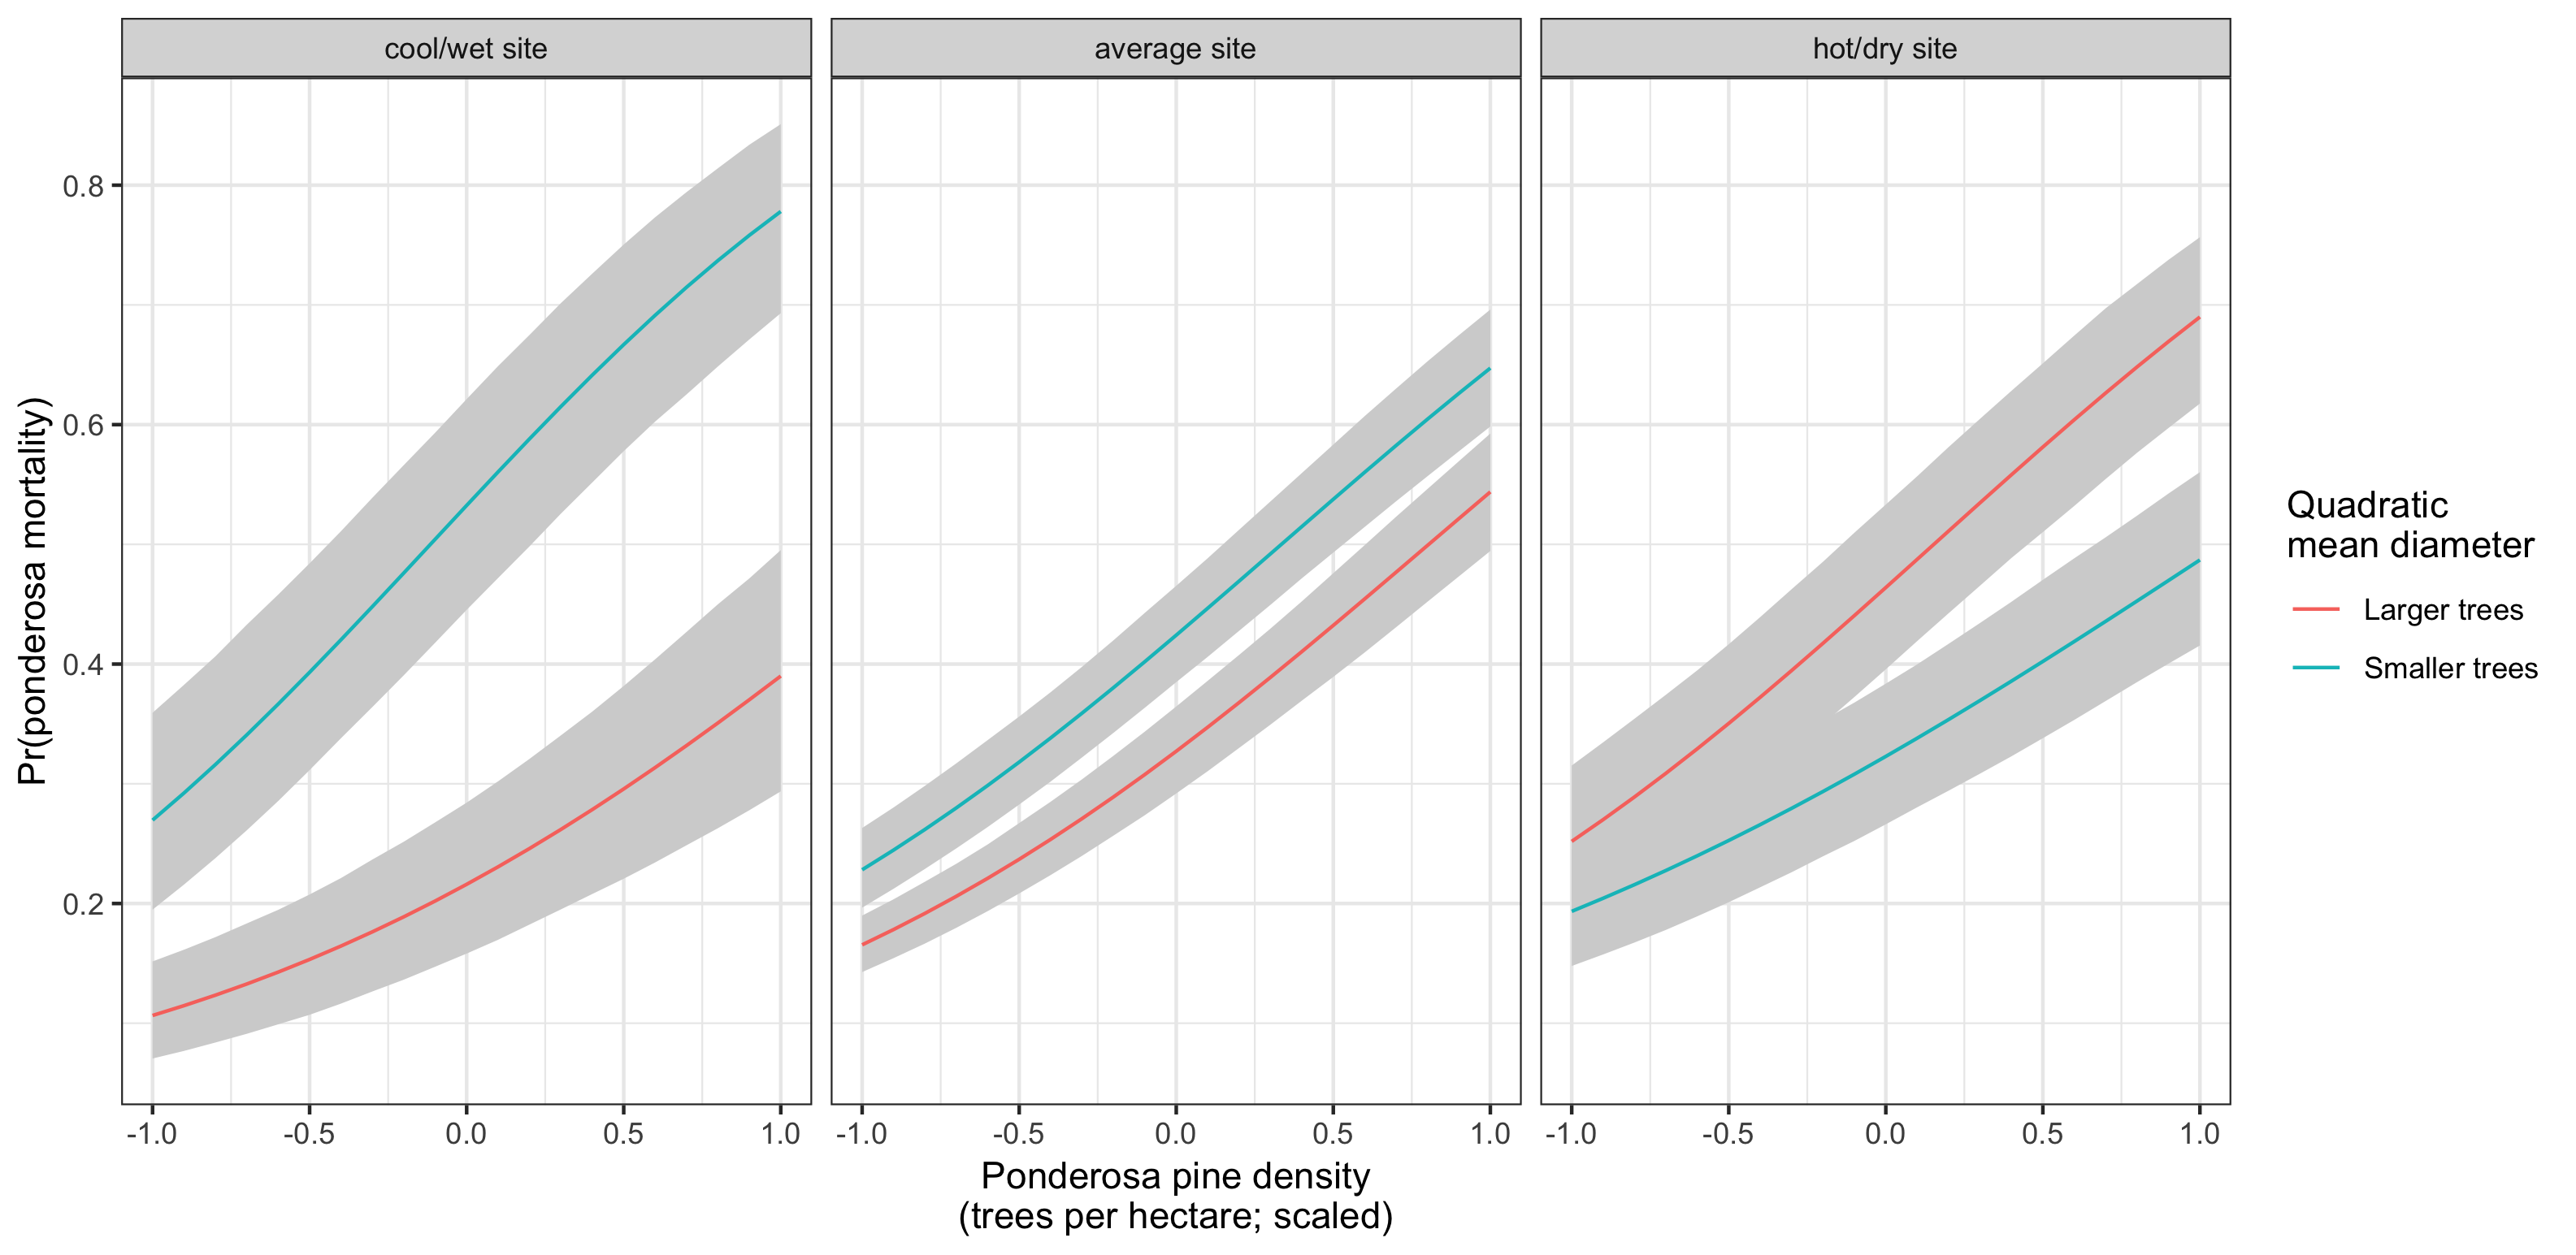 cool/wet site
average site
hot/dry site
Pr(ponderosa mortality)
0.8
0.6
0.4
0.2
-1.0 -0.5 0.0 0.5 1.0
-1.0 -0.5 0.0 0.5 1.0
-1.0 -0.5 0.0 0.5 1.0
Ponderosa pine density
(trees per hectare; scaled)
Quadratic
mean diameter
Larger trees
Smaller trees